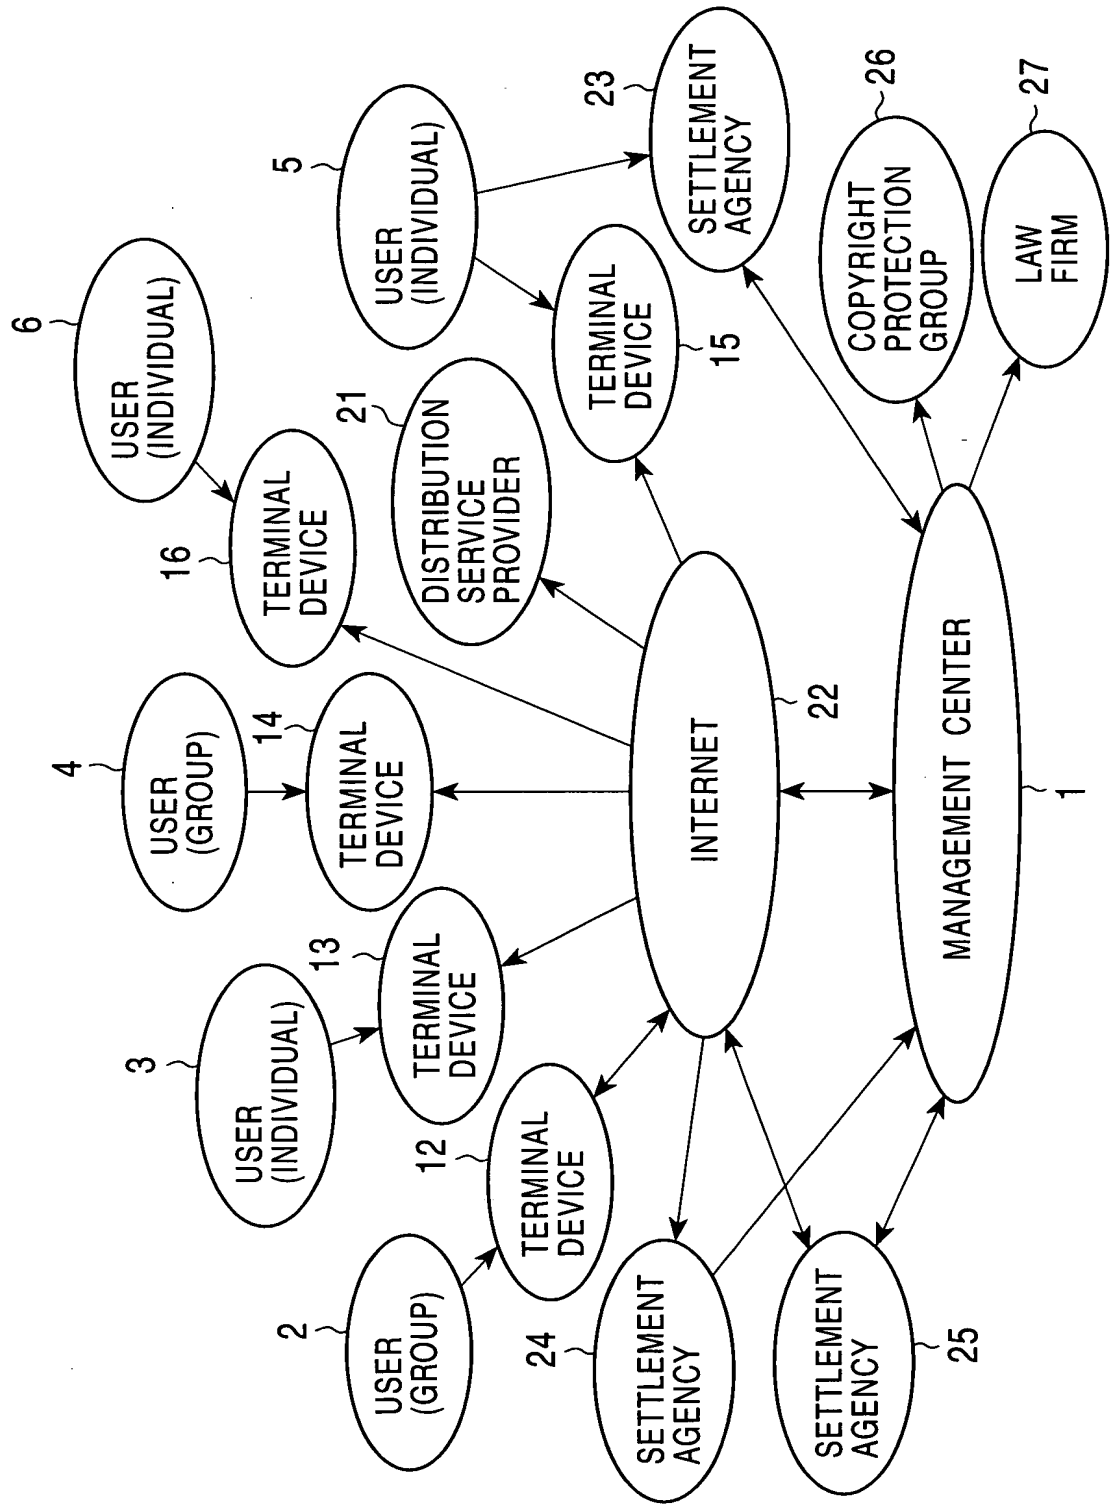 6
USER
(INDIVIDUAL)
5
USER
(INDIVIDUAL)
23
SETTLEMENT
AGENCY
4
USER
(GROUP)
16
TERMINAL
DEVICE
21
DISTRIBUTION
SERVICE
PROVIDER
TERMINAL
DEVICE
15
3
USER
(INDIVIDUAL)
13
TERMINAL
DEVICE
14
TERMINAL
DEVICE
26
COPYRIGHT
PROTECTION
GROUP
2
USER
(GROUP)
12
TERMINAL
DEVICE
INTERNET
22
27
LAW
FIRM
24
SETTLEMENT
AGENCY
SETTLEMENT
AGENCY
25
MANAGEMENT CENTER
1